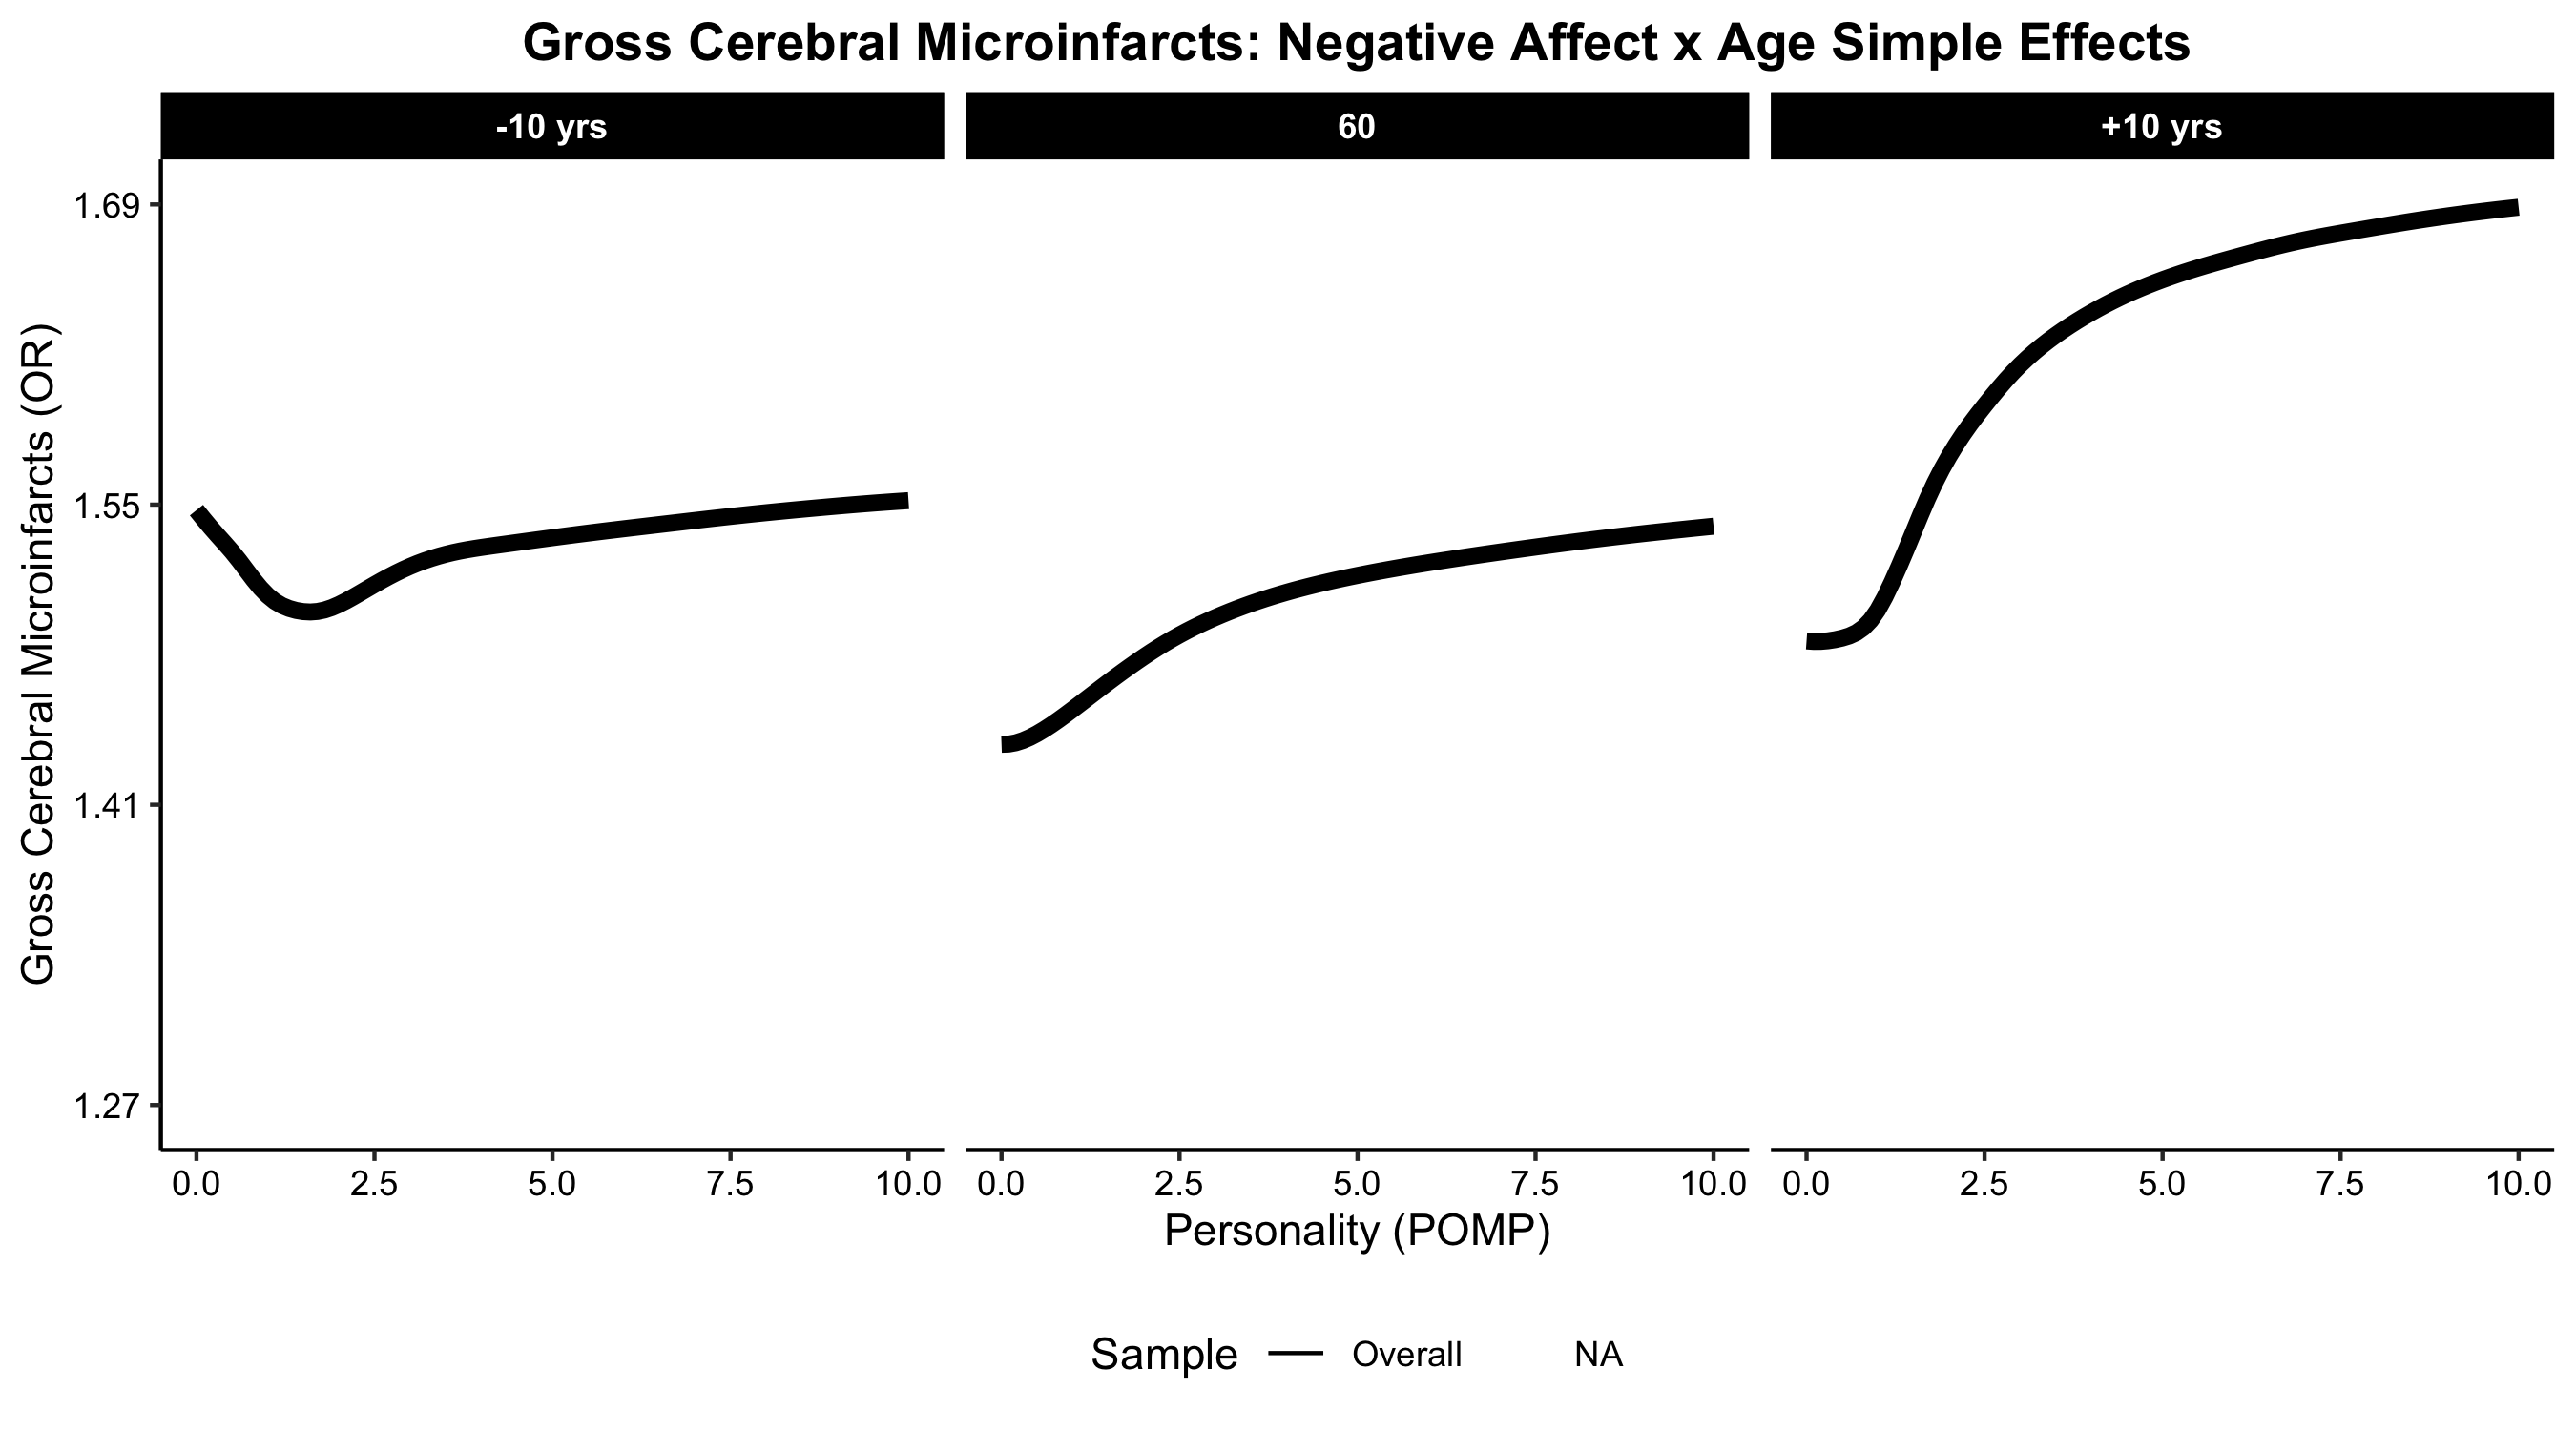 Gross Cerebral Microinfarcts: Negative Affect x Age Simple Effects
-10 yrs
60
+10 yrs
Gross Cerebral Microinfarcts (OR)
1.69
1.55
1.41
1.27
0.0 2.5 5.0 7.5 10.0 0.0 2.5 5.0 7.5 10.0 0.0 2.5 5.0 7.5 10.0
Personality (POMP)
Sample Overall NA